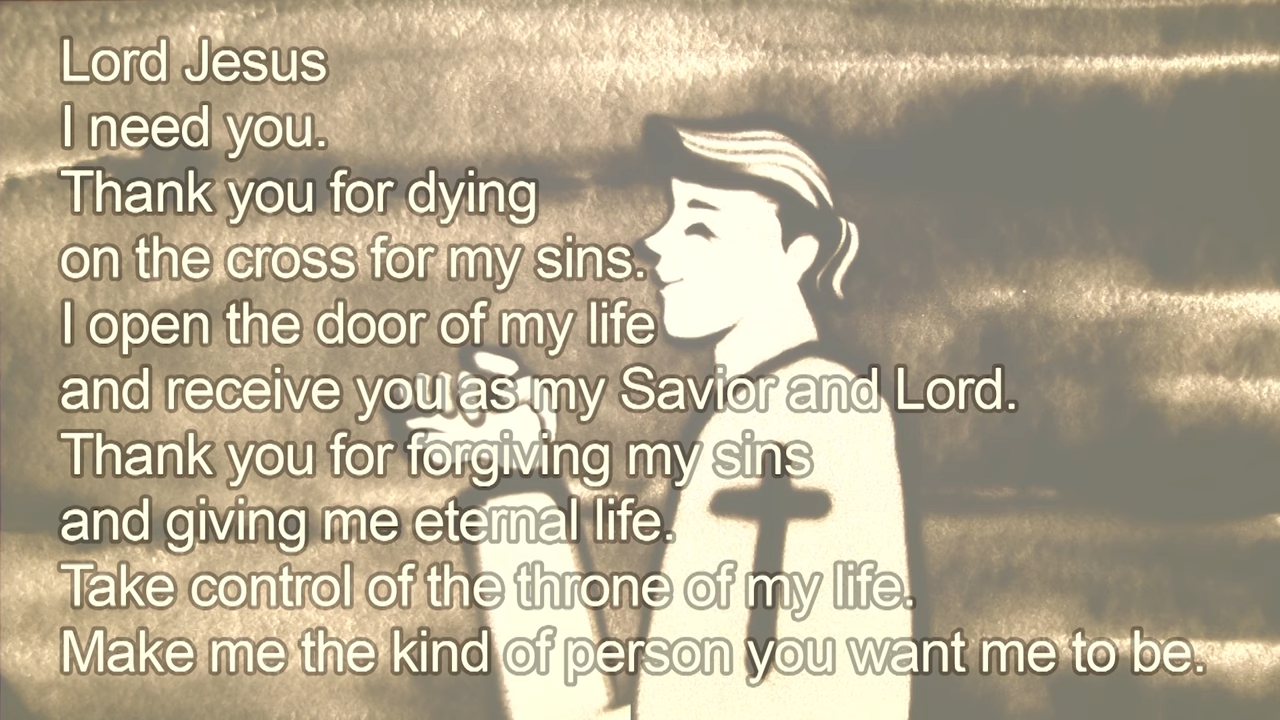 Lord Jesus
I need you.
Thank you for dying
on the cross for my sins.
I open the door of my life
and receive you as my Savior and Lord.
Thank you for forgiving my sins
and giving me eternal life.
Take control of the throne of my life.
Make me the kind of person you want me to be.